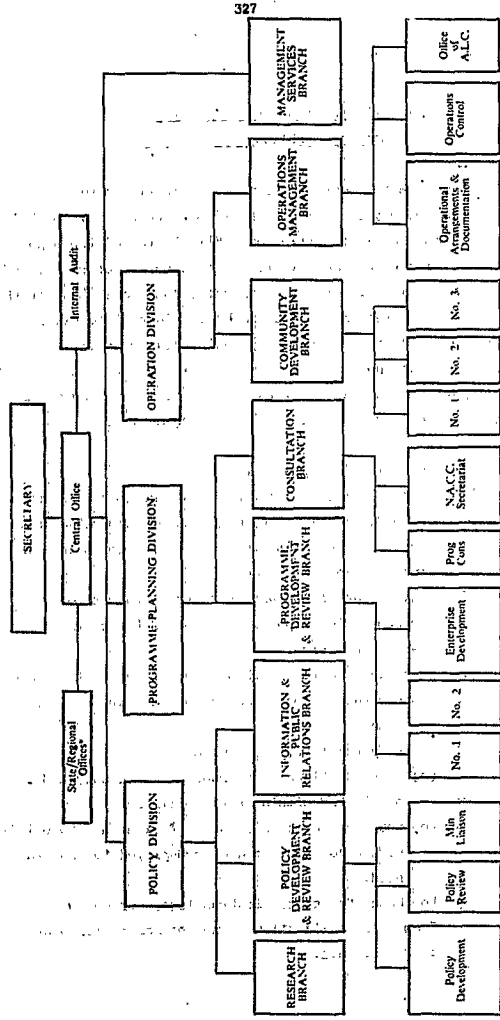 327
SECRETARY
State/Regional
Offices*
Central Office
Internal Audit
POLICY DIVISION
PROGRAMME PLANNING DIVISION
OPERATION DIVISION
RESEARCH
BRANCH
POLICY
DEVELOPMENT
& REVIEW BRANCH
INFORMATION &
PUBLIC
RELATIONS BRANCH
PROGRAMME
DEVELOPMENT
& REVIEW BRANCH
CONSULTATION
BRANCH
COMMUNITY
DEVELOPMENT
BRANCH
OPERATIONS
MANAGEMENT
BRANCH
MANAGEMENT
SERVICES
BRANCH
Policy
Development
Policy
Review
Min
Liaison
No. 1
No. 2
Enterprise
Development
Prog
Cons
N.A.C.C.
Secretariat
No. 1
No. 2
No. 3
Operational
Arrangements &
Documentation
Operations
Control
Office
of
A.L.C.